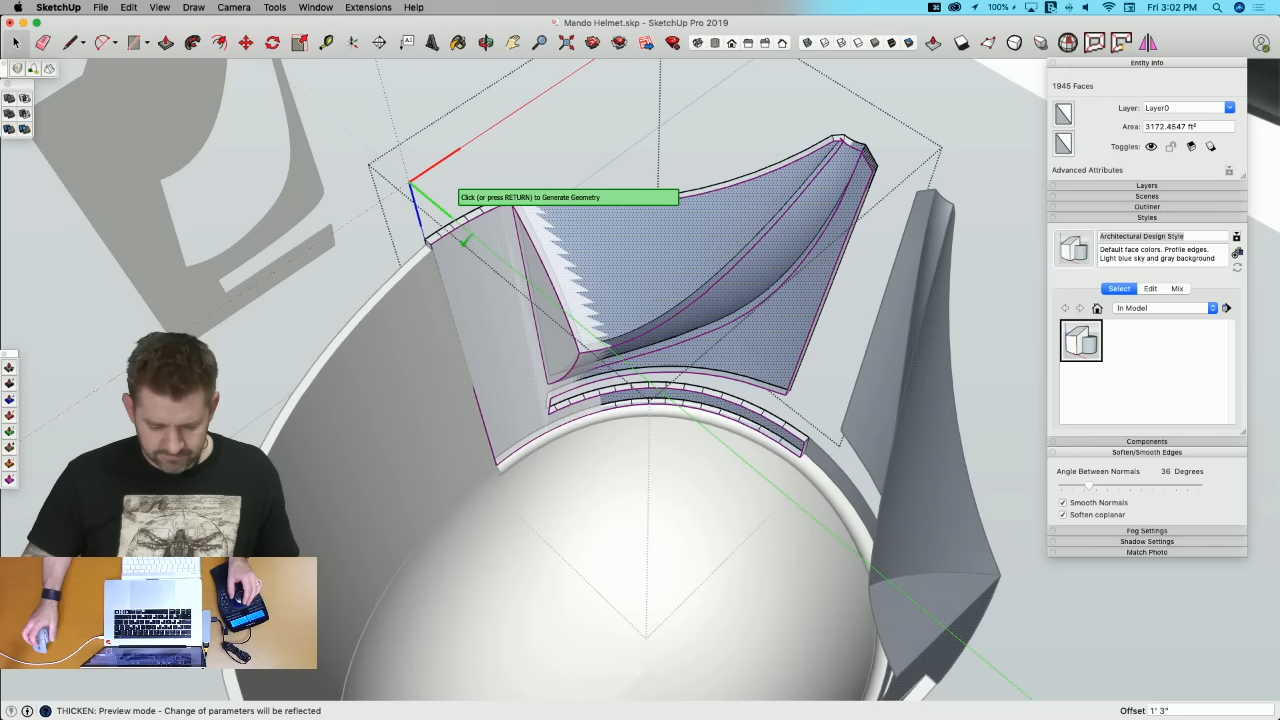 SketchUp File Edit View Draw Camera Tools Window Extensions Help
100% Fri 3:02 PM
Mando Helmet.skp - SketchUp Pro 2019
Entity Info
1945 Faces
Layer: Layer0
Area: 3172.4547 ft²
Toggles:
Advanced Attributes
Layers
Scenes
Outliner
Styles
Architectural Design Style
Default face colors. Profile edges.
Light blue sky and gray background
Select Edit Mix
In Model
Components
Soften/Smooth Edges
Angle Between Normals 36 Degrees
Smooth Normals
Soften coplanar
Fog Settings
Shadow Settings
Match Photo
Click (or press RETURN) to Generate Geometry
THICKEN: Preview mode - Change of parameters will be reflected
Offset 1' 3"